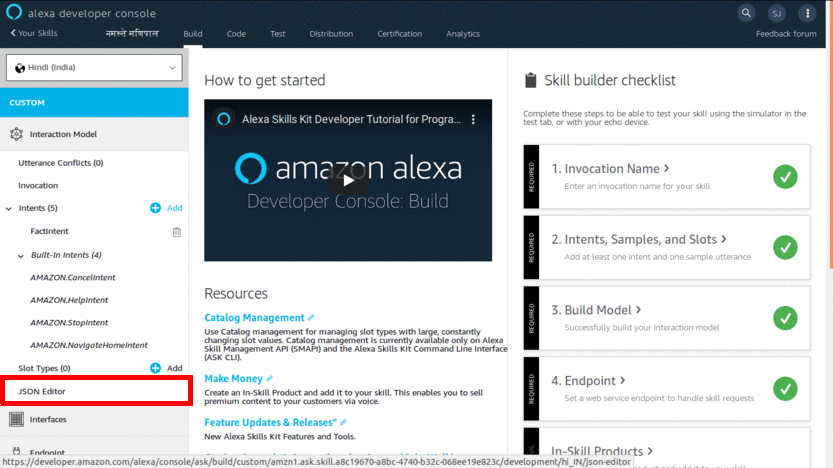 alexa developer console
SJ
Your Skills
नमस्ते मणिपाल
Build
Code
Test
Distribution
Certification
Analytics
Feedback forum
Hindi (India)
CUSTOM
Interaction Model
Utterance Conflicts (0)
Invocation
Intents (5)
Add
FactIntent
Built-In Intents (4)
AMAZON.CancelIntent
AMAZON.HelpIntent
AMAZON.StopIntent
AMAZON.NavigateHomeIntent
Slot Types (0)
Add
JSON Editor
Interfaces
Endpoint
How to get started
Alexa Skills Kit Developer Tutorial for Progra...
amazon alexa
Developer Console: Build
Resources
Catalog Management
Use Catalog management for managing slot types with large, constantly
changing slot values. Catalog management is currently available only on Alexa
Skill Management API (SMAPI) and the Alexa Skills Kit Command Line Interface
(ASK CLI).
Make Money
Create an In-Skill Product and add it to your skill. This enables you to sell
premium content to your customers via voice.
Feature Updates & Releases"
New Alexa Skills Kit Features and Tools.
Skill builder checklist
Complete these steps to be able to test your skill using the simulator in the
test tab, or with your echo device.
REQUIRED
1. Invocation Name >
Enter an invocation name for your skill
REQUIRED
2. Intents, Samples, and Slots >
Add at least one intent and one sample utterance
REQUIRED
3. Build Model >
Successfully build your interaction model
REQUIRED
4. Endpoint >
Set a web service endpoint to handle skill requests
In-Skill Products
https://developer.amazon.com/alexa/console/ask/build/custom/amzn1.ask.skill.a8c19670-a8bc-4740-b32c-068ee19e823c/development/hi_IN/json-editor